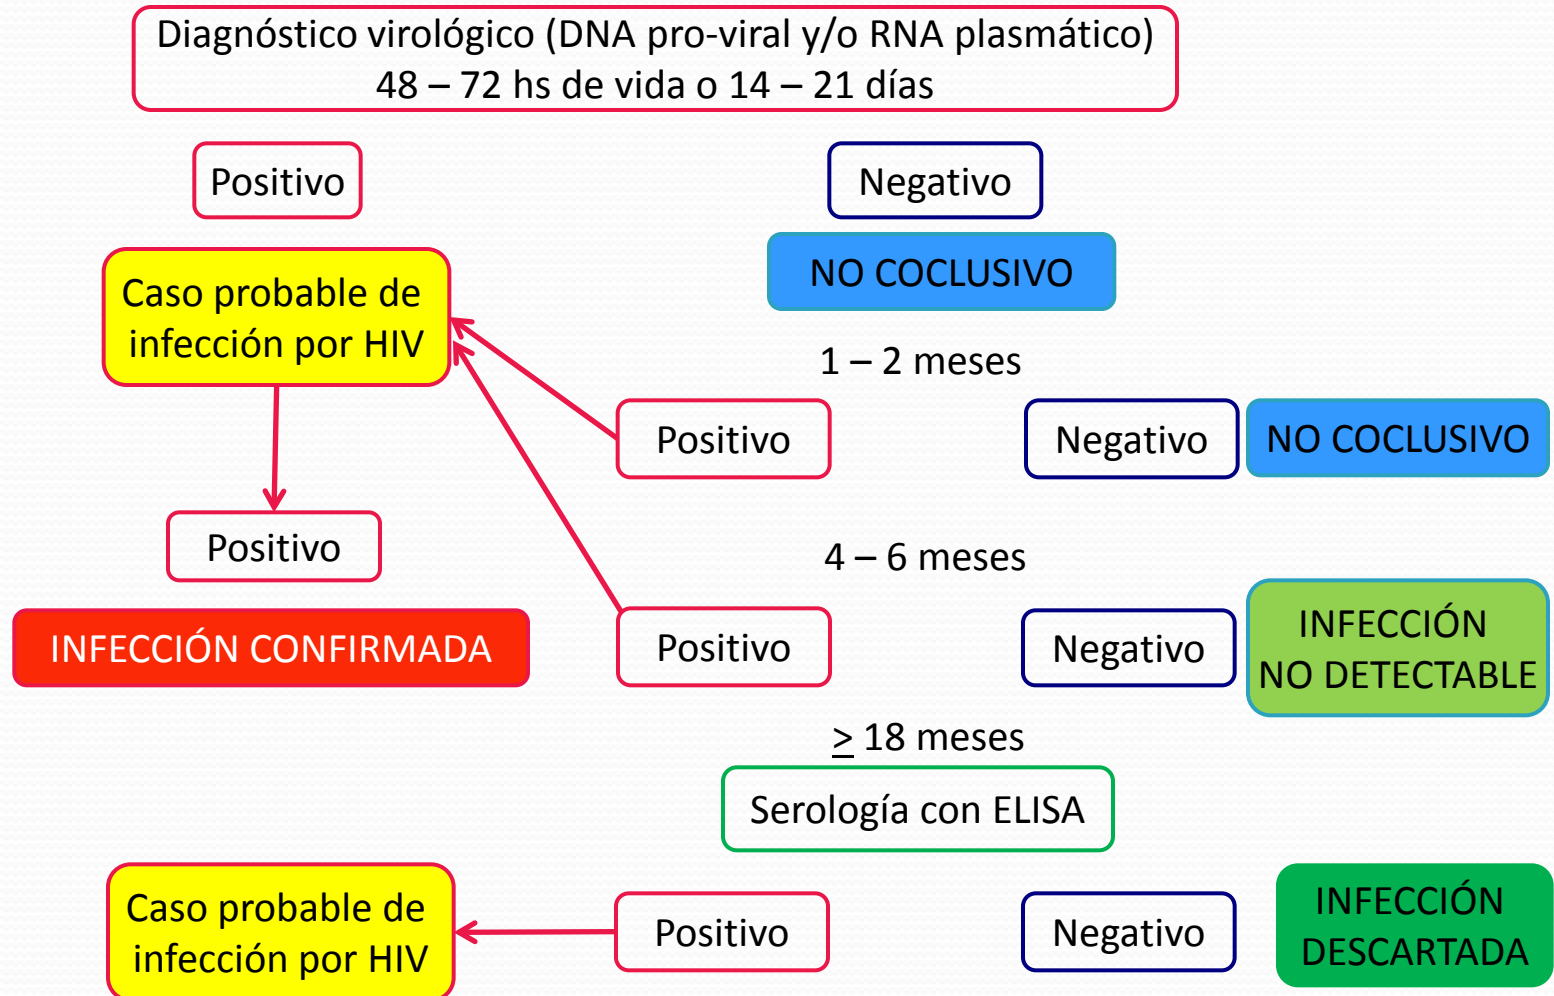 Diagnóstico virológico (DNA pro-viral y/o RNA plasmático)
48 – 72 hs de vida o 14 – 21 días
Positivo
Negativo
Caso probable de
infección por HIV
NO COCLUSIVO
1 – 2 meses
Positivo
Negativo
NO COCLUSIVO
Positivo
4 – 6 meses
INFECCIÓN CONFIRMADA
Positivo
Negativo
INFECCIÓN
NO DETECTABLE
≥ 18 meses
Serología con ELISA
Caso probable de
infección por HIV
Positivo
Negativo
INFECCIÓN
DESCARTADA